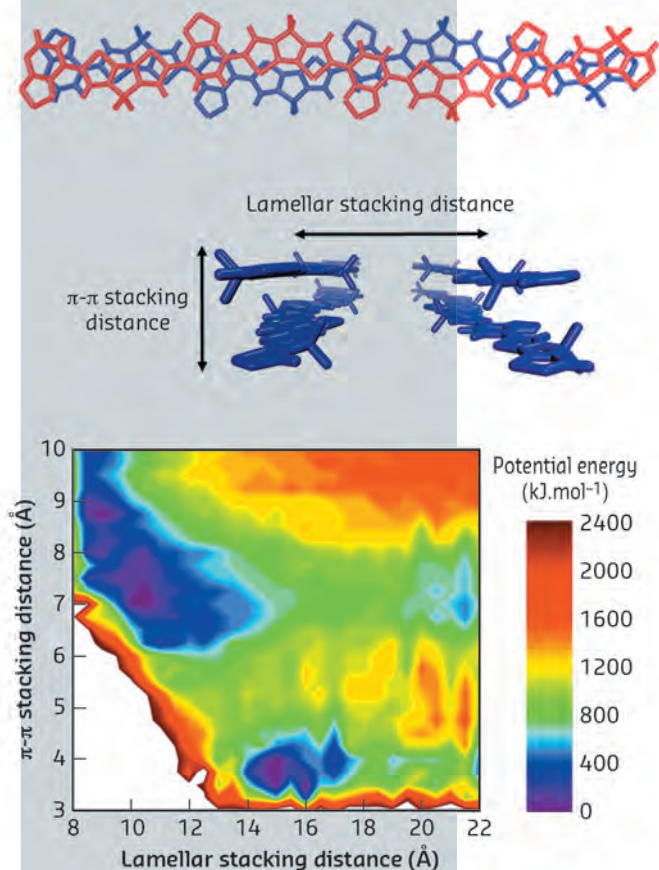 Lamellar stacking distance
π-π stacking
distance
Potential energy
(kJ.mol⁻¹)
10
9
8
7
6
5
4
3
π-π stacking distance (Å)
8 10 12 14 16 18 20 22
Lamellar stacking distance (Å)
2400
2000
1600
1200
800
400
0